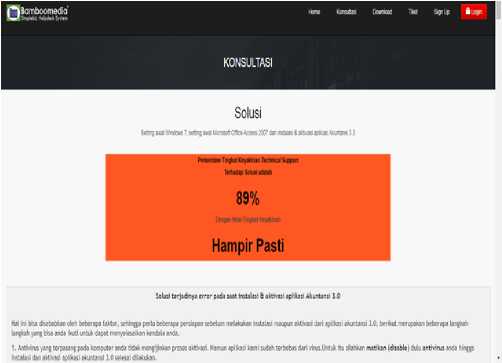 Bamboomedia
Simplebiz Helpdesk System
Home Konsultasi Download Tiket Sign Up Login
KONSULTASI
Solusi
Setting awal Windows 7, setting awal Microsoft Office Access 2007 dan instalasi & aktivasi aplikasi Akuntansi 3.0
Persentase Tingkat Keyakinan Technical Support
Terhadap Solusi adalah
89%
Dengan Nilai Tingkat Keyakinan
Hampir Pasti
Solusi terjadinya error pada saat instalasi & aktivasi aplikasi Akuntansi 3.0
Hal ini bisa disebabkan oleh beberapa faktor, sehingga perlu beberapa persiapan sebelum melakukan instalasi maupun aktivasi dari aplikasi akuntansi 3.0, berikut merupakan beberapa langkah-
langkah yang bisa anda ikuti untuk dapat menyelesaikan kendala anda.
1. Antivirus yang terpasang pada komputer anda tidak mengijinkan proses aktivasi. Namun aplikasi kami sudah terbebas dari virus.Untuk itu silahkan matikan (disable) dulu antivirus anda hingga
instalasi dan aktivasi aplikasi akuntansi 3.0 selesai dilakukan.